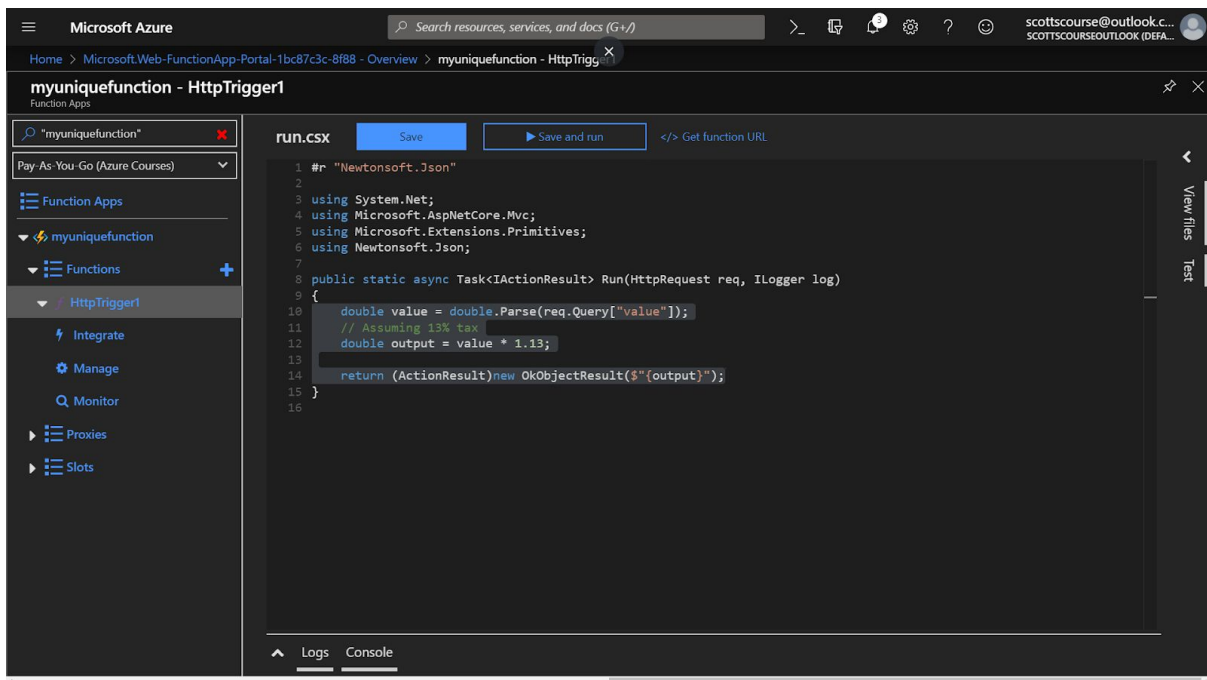 Microsoft Azure
Search resources, services, and docs (G+/)
3
scottscourse@outlook.c...
SCOTTSCOURSEOUTLOOK (DEFA...
Home > Microsoft.Web-FunctionApp-Portal-1bc87c3c-8f88 - Overview > myuniquefunction - HttpTrigger1
myuniquefunction - HttpTrigger1
Function Apps
"myuniquefunction"
Pay-As-You-Go (Azure Courses)
Function Apps
myuniquefunction
Functions
HttpTrigger1
Integrate
Manage
Monitor
Proxies
Slots
run.csx
Save
Save and run
</> Get function URL
1 #r "Newtonsoft.Json"
2
3 using System.Net;
4 using Microsoft.AspNetCore.Mvc;
5 using Microsoft.Extensions.Primitives;
6 using Newtonsoft.Json;
7
8 public static async Task<IActionResult> Run(HttpRequest req, ILogger log)
9 {
10 double value = double.Parse(req.Query["value"]);
11 // Assuming 13% tax
12 double output = value * 1.13;
13
14 return (ActionResult)new OkObjectResult($"{output}");
15 }
16
View files
Test
Logs Console